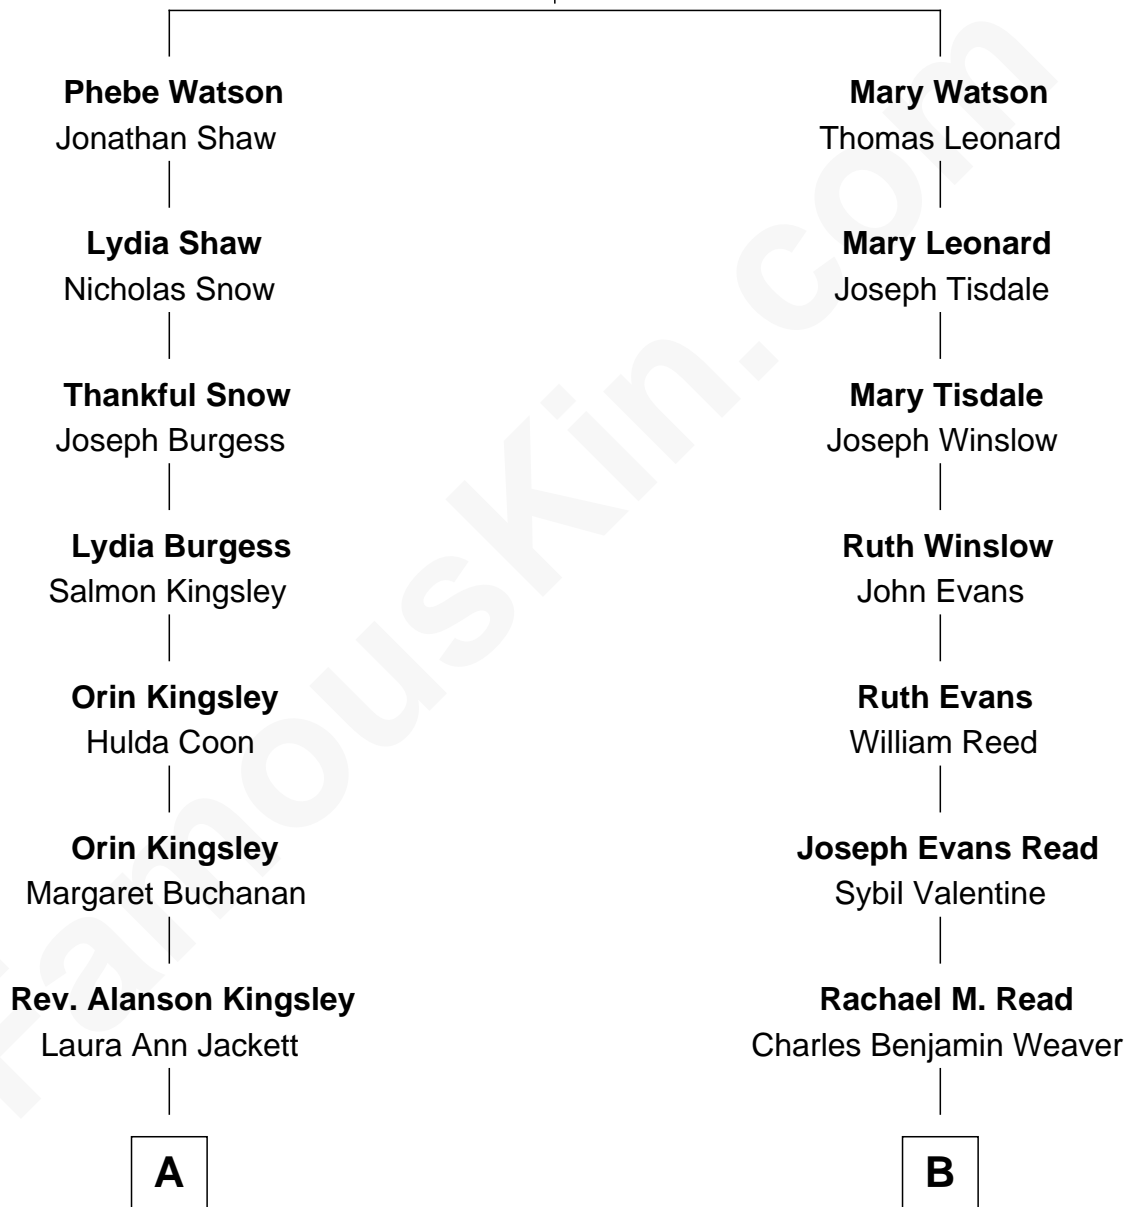 Phebe Watson
Jonathan Shaw
Lydia Shaw
Nicholas Snow
Thankful Snow
Joseph Burgess
Lydia Burgess
Salmon Kingsley
Orin Kingsley
Hulda Coon
Orin Kingsley
Margaret Buchanan
Rev. Alanson Kingsley
Laura Ann Jackett
A
Mary Watson
Thomas Leonard
Mary Leonard
Joseph Tisdale
Mary Tisdale
Joseph Winslow
Ruth Winslow
John Evans
Ruth Evans
William Reed
Joseph Evans Read
Sybil Valentine
Rachael M. Read
Charles Benjamin Weaver
B
FamousKin.com